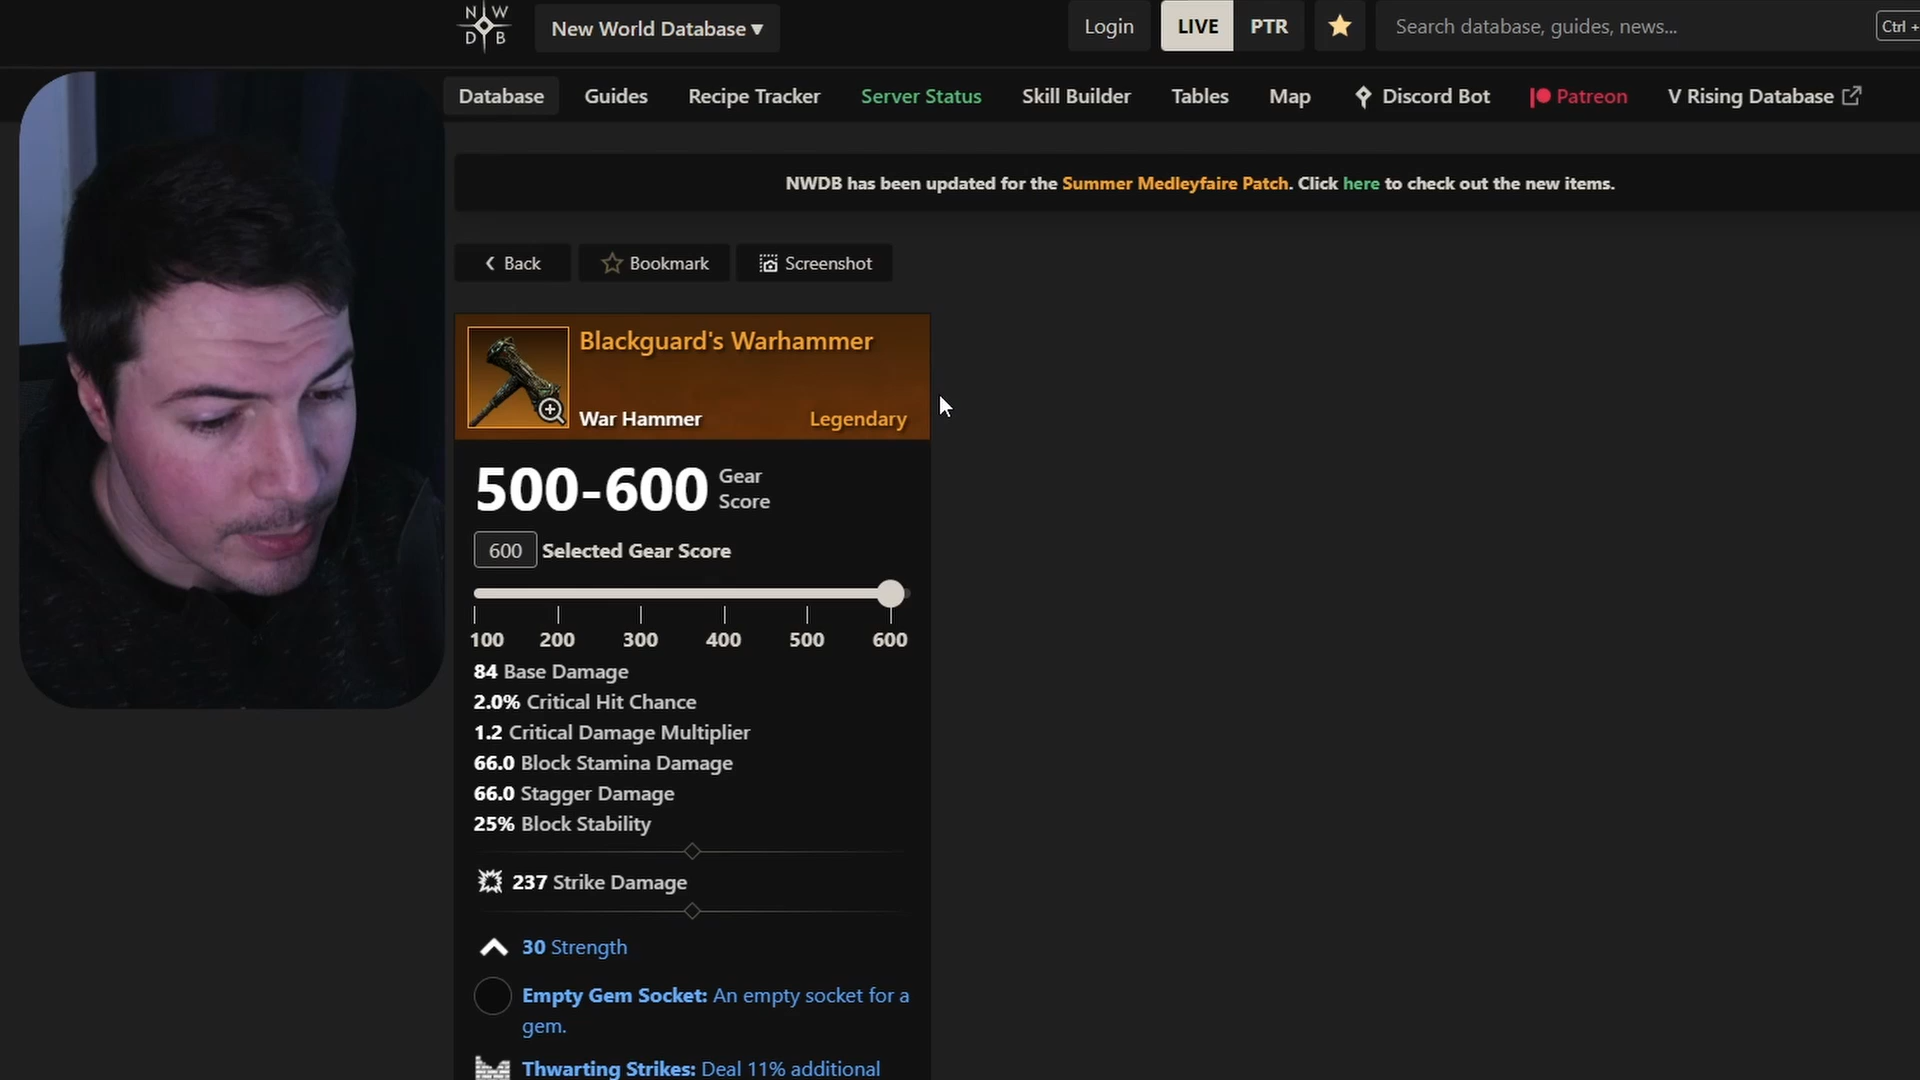 N W
D B
New World Database ▼
Login
LIVE
PTR
Search database, guides, news...
Ctrl +
Database
Guides
Recipe Tracker
Server Status
Skill Builder
Tables
Map
Discord Bot
Patreon
V Rising Database
NWDB has been updated for the Summer Medleyfaire Patch. Click here to check out the new items.
Back
Bookmark
Screenshot
Blackguard's Warhammer
War Hammer
Legendary
500-600 Gear
Score
600 Selected Gear Score
100 200 300 400 500 600
84 Base Damage
2.0% Critical Hit Chance
1.2 Critical Damage Multiplier
66.0 Block Stamina Damage
66.0 Stagger Damage
25% Block Stability
237 Strike Damage
30 Strength
Empty Gem Socket: An empty socket for a
gem.
Thwarting Strikes: Deal 11% additional